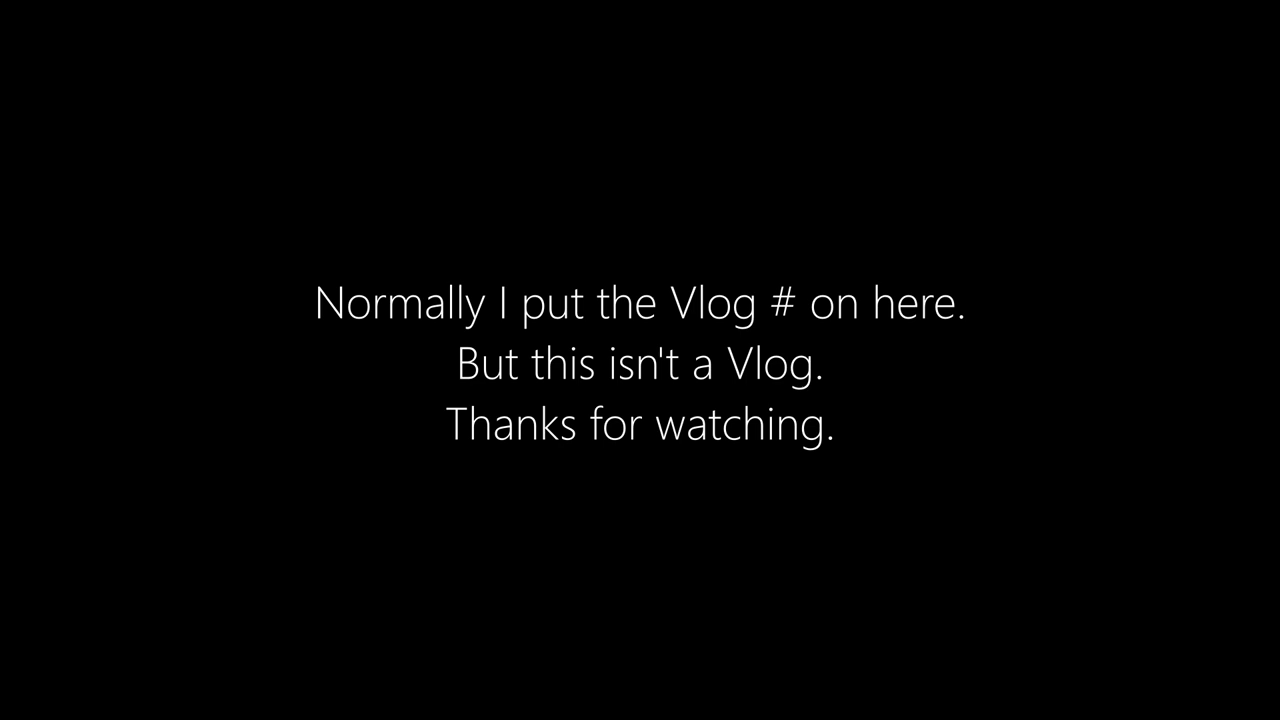 Normally I put the Vlog # on here.
But this isn't a Vlog.
Thanks for watching.